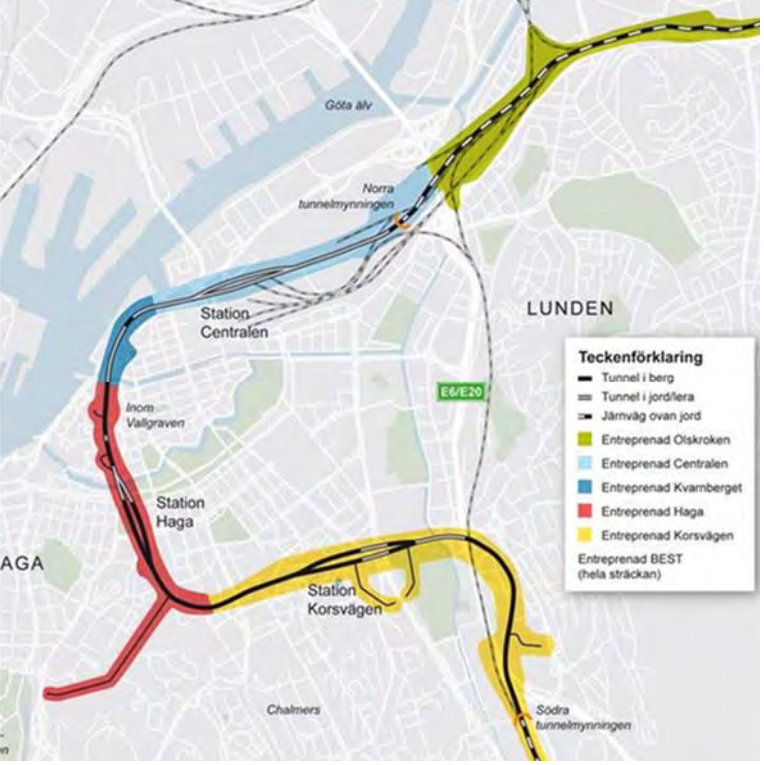 Göta älv
Norra
tunnelmynningen
LUNDEN
Station
Centralen
Teckenförklaring
Tunnel i berg
Tunnel i jord/lera
Järnväg ovan jord
Entreprenad Olskroken
Entreprenad Centralen
Entreprenad Kvarnberget
Entreprenad Haga
Entreprenad Korsvägen
Entreprenad BEST
(hela sträckan)
E6/E20
Inom
Vallgraven
Station
Haga
AGA
Station
Korsvägen
Chalmers
Södra
tunnelmynningen